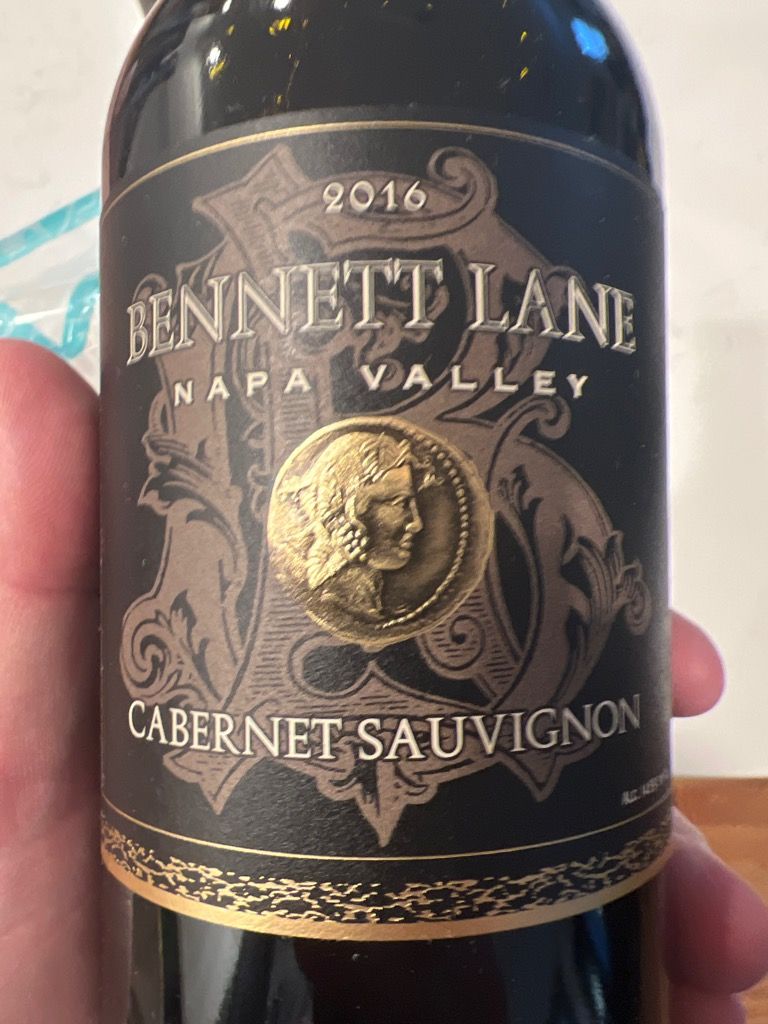 2016
BENNETT LANE
NAPA VALLEY
CABERNET SAUVIGNON